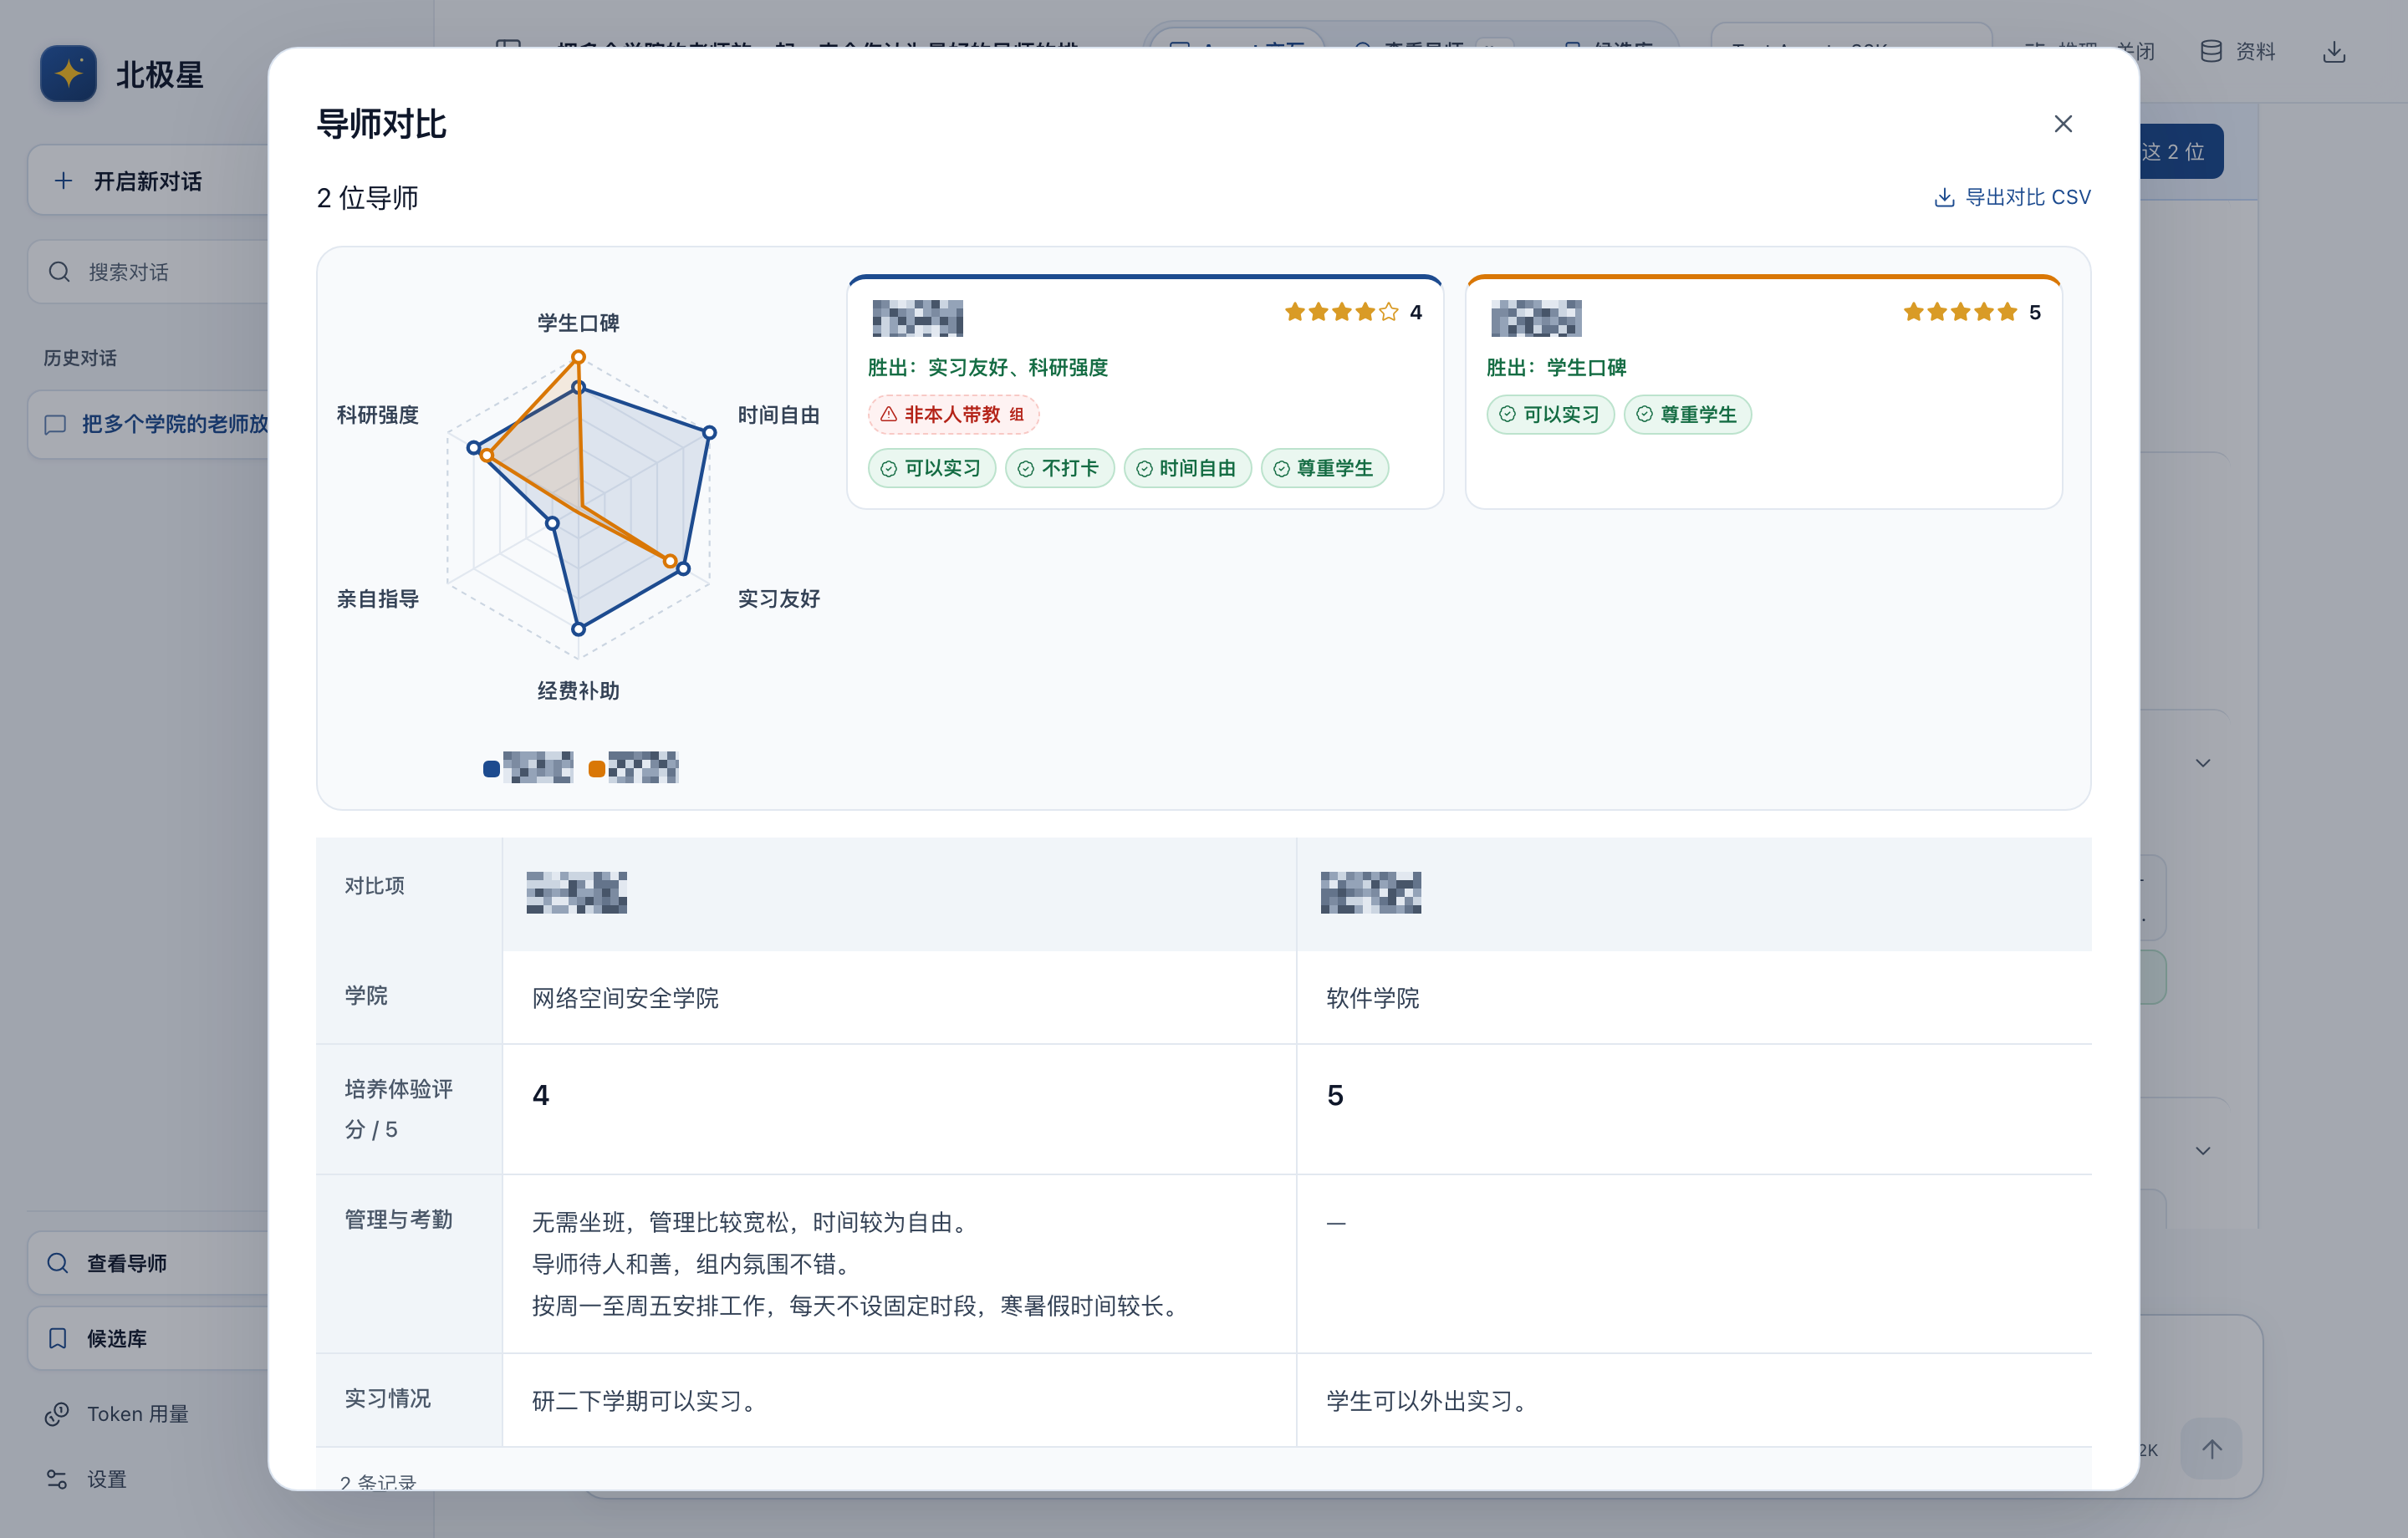 北极星
开启新对话
搜索对话
历史对话
把多个学院的老师放
查看导师
候选库
Token 用量
设置
资料
这 2 位
导师对比
2 位导师
导出对比 CSV
学生口碑
时间自由
实习友好
经费补助
亲自指导
科研强度
4
胜出：实习友好、科研强度
非本人带教 组
可以实习 不打卡 时间自由 尊重学生
5
胜出：学生口碑
可以实习 尊重学生
对比项
学院 网络空间安全学院 软件学院
培养体验评
分 / 5
4 5
管理与考勤
无需坐班，管理比较宽松，时间较为自由。
导师待人和善，组内氛围不错。
按周一至周五安排工作，每天不设固定时段，寒暑假时间较长。
—
实习情况 研二下学期可以实习。 学生可以外出实习。
2 条记录
2K